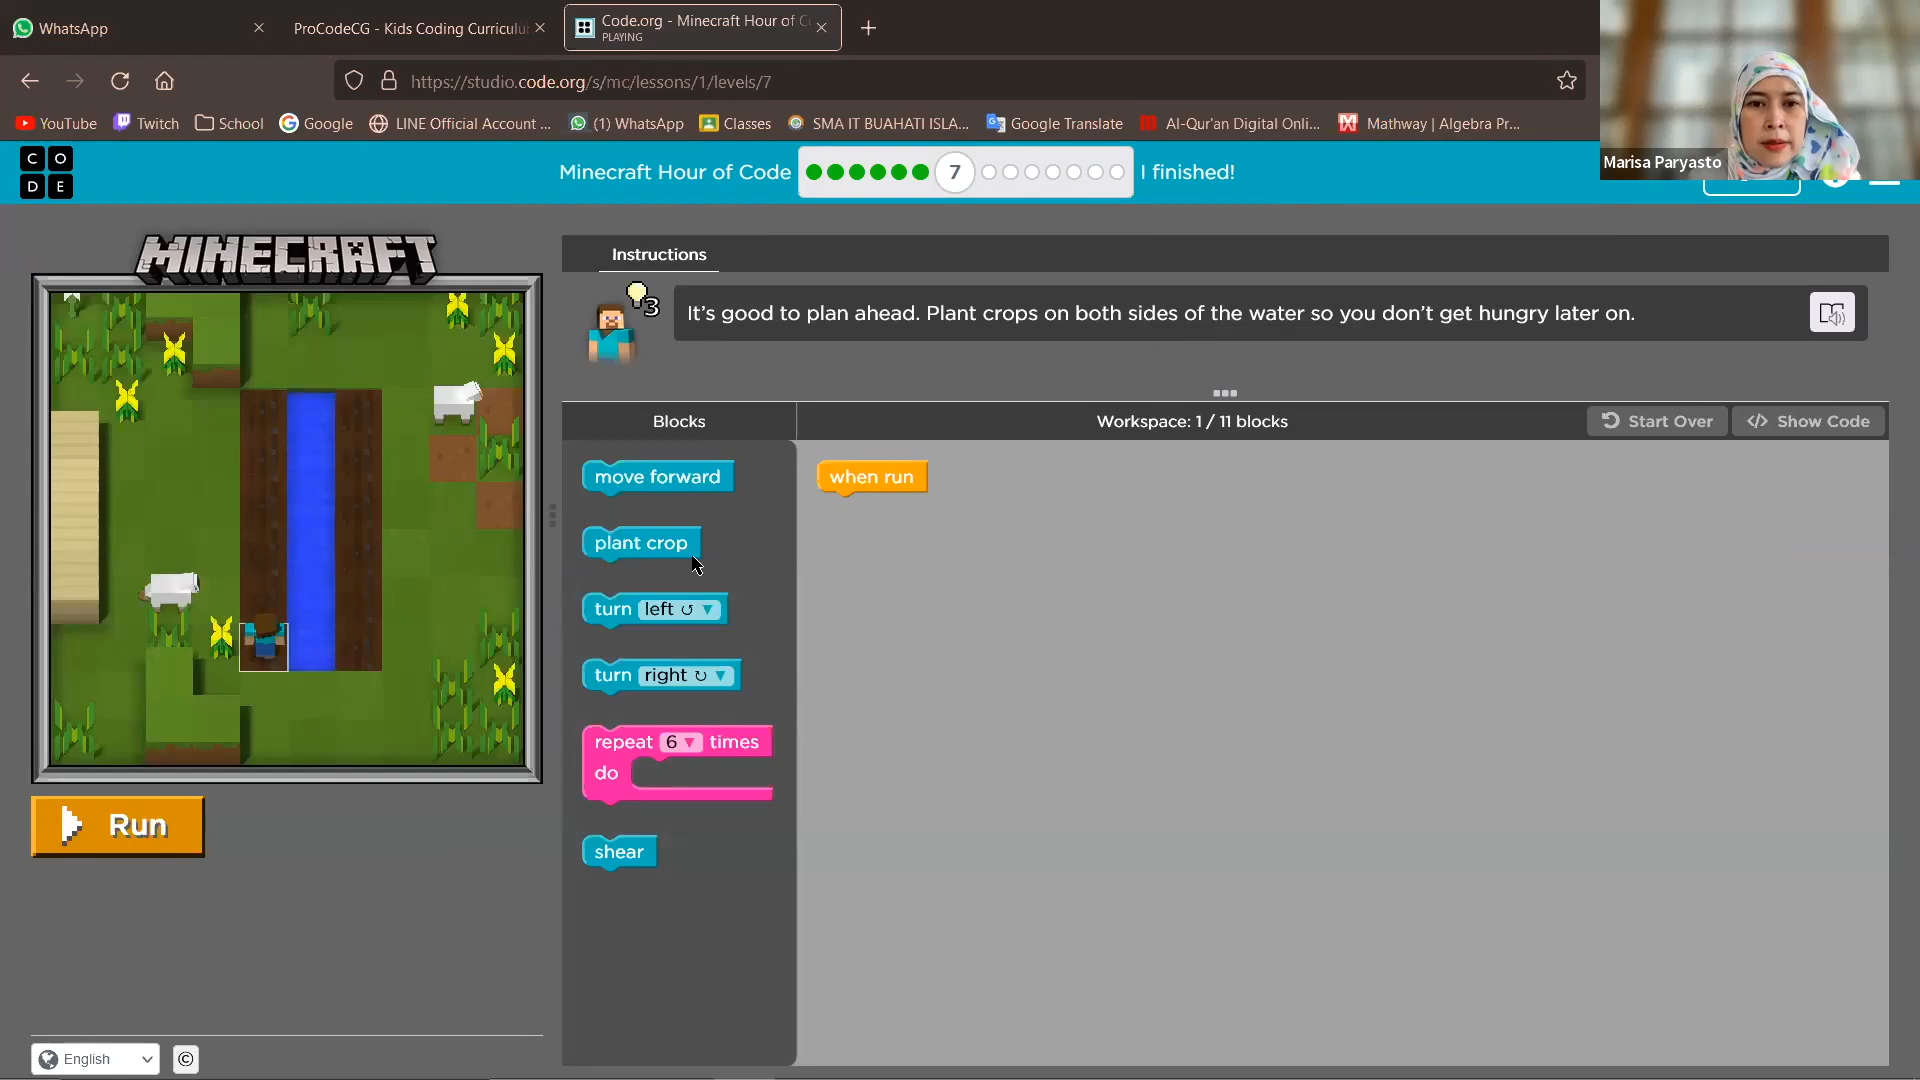 WhatsApp
ProCodeCG - Kids Coding Curriculu
Code.org - Minecraft Hour of C
PLAYING
https://studio.code.org/s/mc/lessons/1/levels/7
YouTube
Twitch
School
Google
LINE Official Account ...
(1) WhatsApp
Classes
SMA IT BUAHATI ISLA...
Google Translate
Al-Qur'an Digital Onli...
Mathway | Algebra Pr...
Marisa Paryasto
C O
D E
Minecraft Hour of Code
7
I finished!
MINECRAFT
Instructions
3
It's good to plan ahead. Plant crops on both sides of the water so you don't get hungry later on.
Blocks
Workspace: 1 / 11 blocks
Start Over
Show Code
move forward
when run
plant crop
turn left ↺
turn right ↻
repeat 6 times
do
shear
Run
English
©